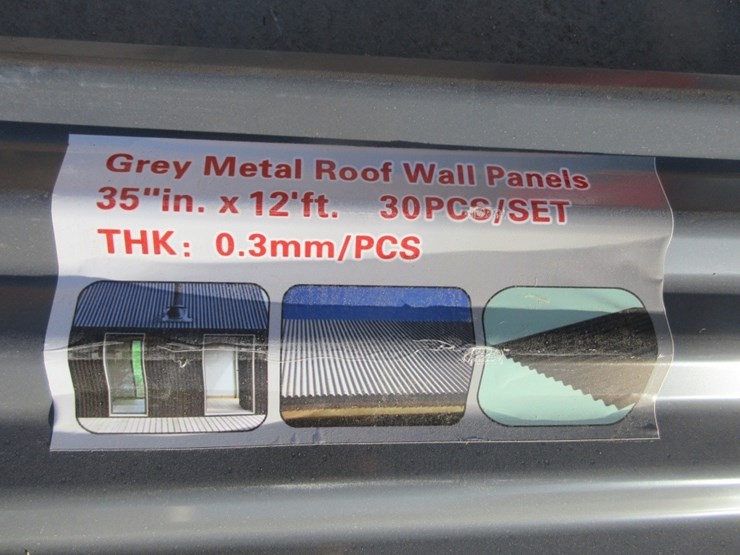 Grey Metal Roof Wall Panels
35"in. x 12'ft. 30PCS/SET
THK: 0.3mm/PCS